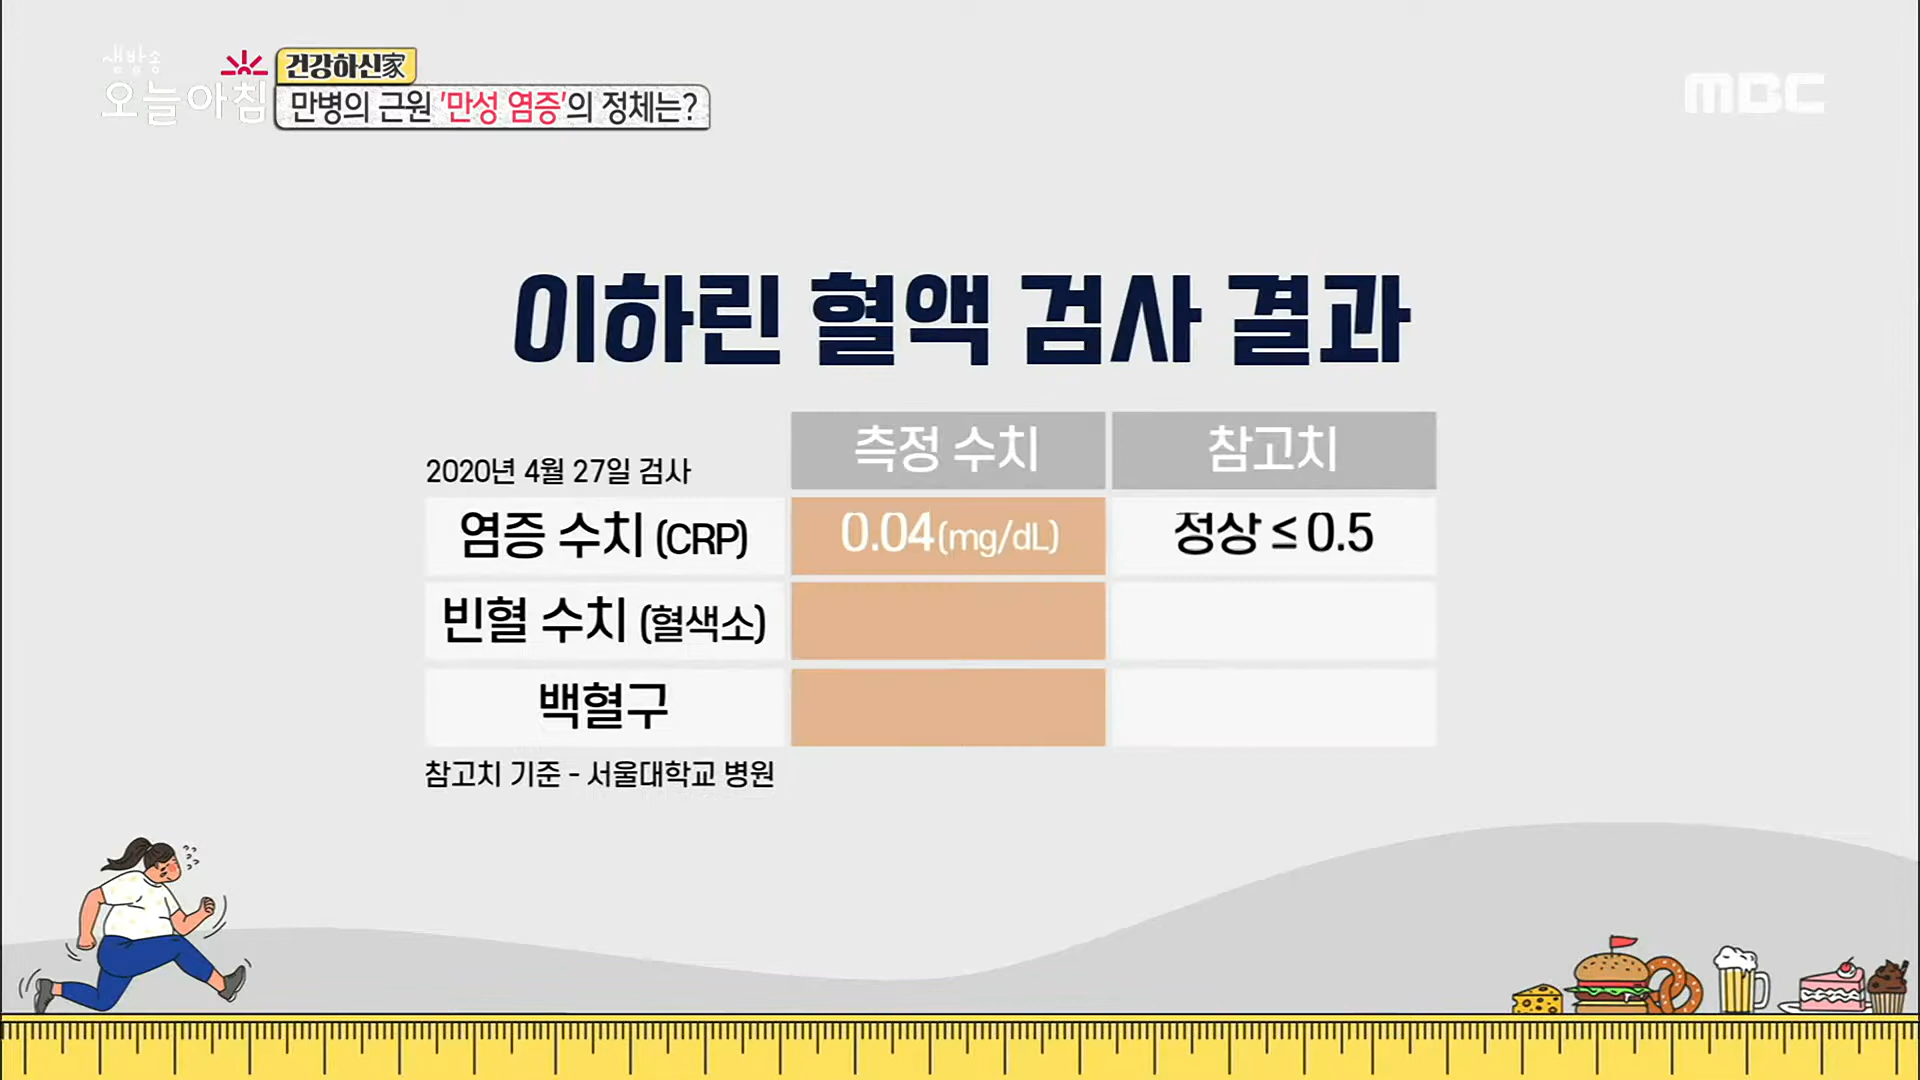 생방송
오늘아침
건강하신家
만병의 근원 '만성 염증'의 정체는?
MBC
이하린 혈액 검사 결과
2020년 4월 27일 검사
측정 수치
참고치
염증 수치 (CRP)
0.04(mg/dL)
정상 ≤ 0.5
빈혈 수치 (혈색소)
백혈구
참고치 기준 - 서울대학교 병원